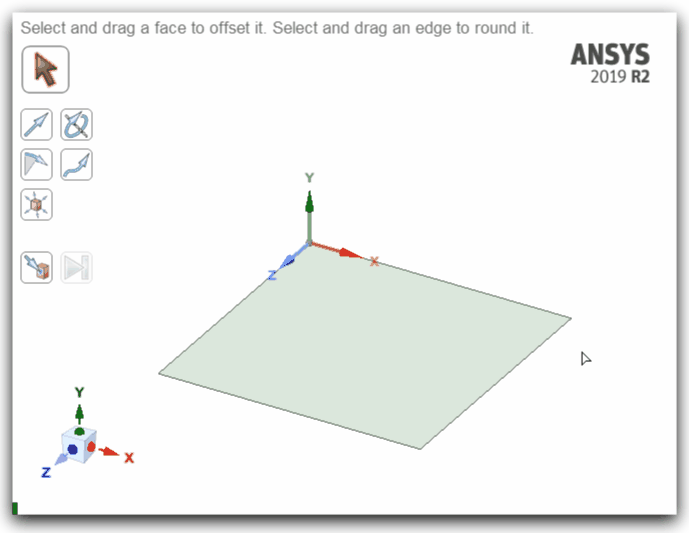 Select and drag a face to offset it. Select and drag an edge to round it.
ANSYS
2019 R2
Y
X
Z
Y
X
Z